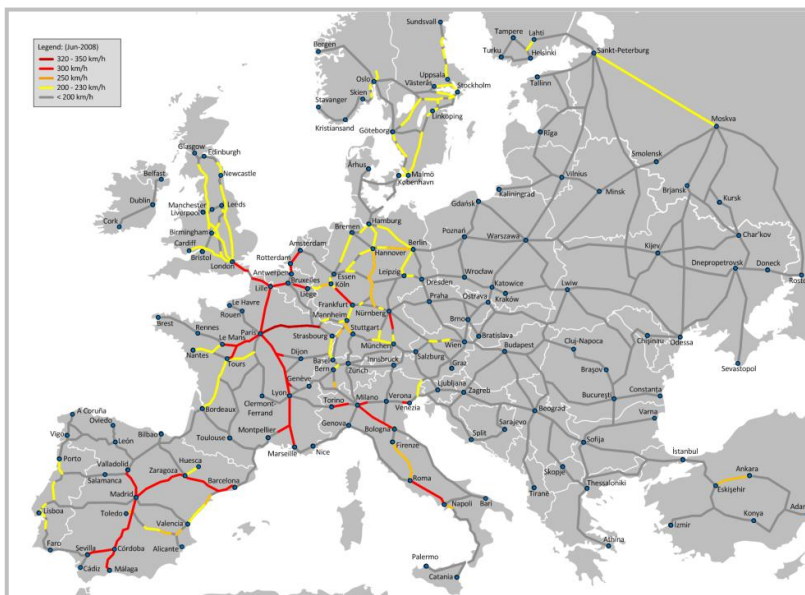 Legend: (Jun-2008)
320 - 350 km/h
300 km/h
250 km/h
200 - 230 km/h
< 200 km/h
Sundsvall
Bergen
Tampere
Lahti
Turku
Helsinki
Sankt-Peterburg
Oslo
Uppsala
Västerås
Stockholm
Tallinn
Stavanger
Skien
Kristiansand
Linköping
Göteborg
Moskva
Rīga
Glasgow
Edinburgh
Århus
Smolensk
Belfast
Newcastle
Malmö
København
Vilnius
Minsk
Kaliningrad
Brjansk
Dublin
Manchester
Liverpool
Leeds
Gdańsk
Kursk
Cork
Birmingham
Hamburg
Bremen
Char'kov
Cardiff
Bristol
Amsterdam
Hannover
Berlin
Poznań
Warszawa
Kijev
London
Rotterdam
Dnepropetrovsk
Doneck
Antwerpen
Bruxelles
Essen
Köln
Leipzig
Dresden
Wrocław
Katowice
Lwiw
Rosto
Lille
Liège
Praha
Ostrava
Kraków
Le Havre
Rouen
Frankfurt
Mannheim
Nürnberg
Brno
Brest
Rennes
Paris
Stuttgart
Bratislava
Le Mans
Strasbourg
München
Wien
Chișinău
Odessa
Nantes
Tours
Dijon
Basel
Bern
Zürich
Innsbruck
Salzburg
Graz
Budapest
Cluj-Napoca
Sevastopol
Genève
Ljubljana
Zagreb
Brașov
Lyon
Clermont-
Ferrand
Torino
Milano
Verona
Venezia
București
Constanța
Bordeaux
Beograd
Varna
A Coruña
Oviedo
Genova
Bologna
Sarajevo
Split
Toulouse
Montpellier
Nice
Firenze
Sofija
Vigo
León
Bilbao
Marseille
İstanbul
Porto
Valladolid
Huesca
Zaragoza
Skopje
Ankara
Salamanca
Barcelona
Roma
Tiranë
Thessaloniki
Eskişehir
Madrid
Napoli
Bari
Lisboa
Toledo
Valencia
Konya
Adan
İzmir
Faro
Sevilla
Córdoba
Alicante
Athina
Cádiz
Málaga
Palermo
Catania